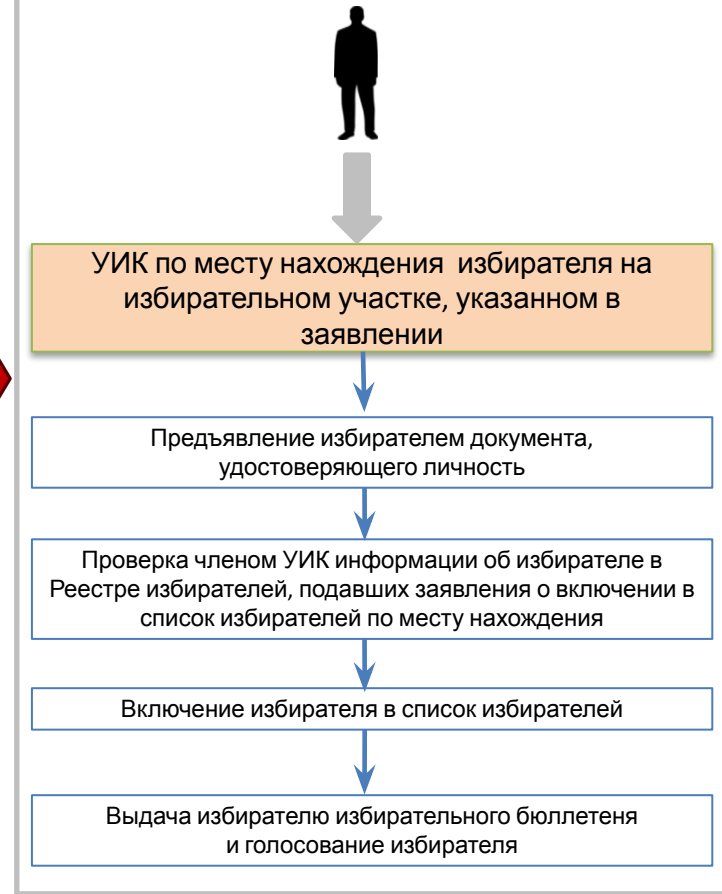 УИК по месту нахождения избирателя на
избирательном участке, указанном в
заявлении
Предъявление избирателем документа,
удостоверяющего личность
Проверка членом УИК информации об избирателе в
Реестре избирателей, подавших заявления о включении в
список избирателей по месту нахождения
Включение избирателя в список избирателей
Выдача избирателю избирательного бюллетеня
и голосование избирателя